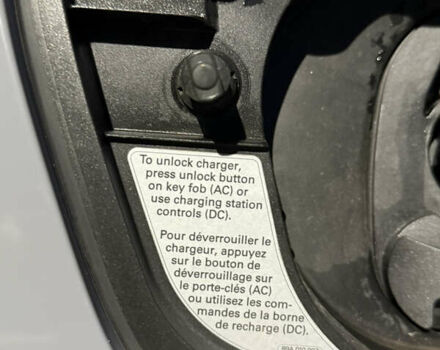 To unlock charger,
press unlock button
on key fob (AC) or
use charging station
controls (DC).
Pour déverrouiller le
chargeur, appuyez
sur le bouton de
déverrouillage sur
le porte-clés (AC)
ou utilisez les com-
mandes de la borne
de recharge (DC).